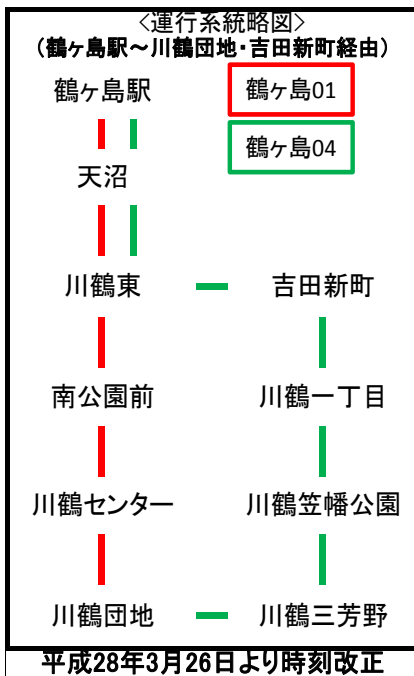 <運行系統略図>
(鶴ヶ島駅～川鶴団地・吉田新町経由)
鶴ヶ島駅 鶴ヶ島01
鶴ヶ島04
天沼
川鶴東 吉田新町
南公園前 川鶴一丁目
川鶴センター 川鶴笠幡公園
川鶴団地 川鶴三芳野
平成28年3月26日より時刻改正